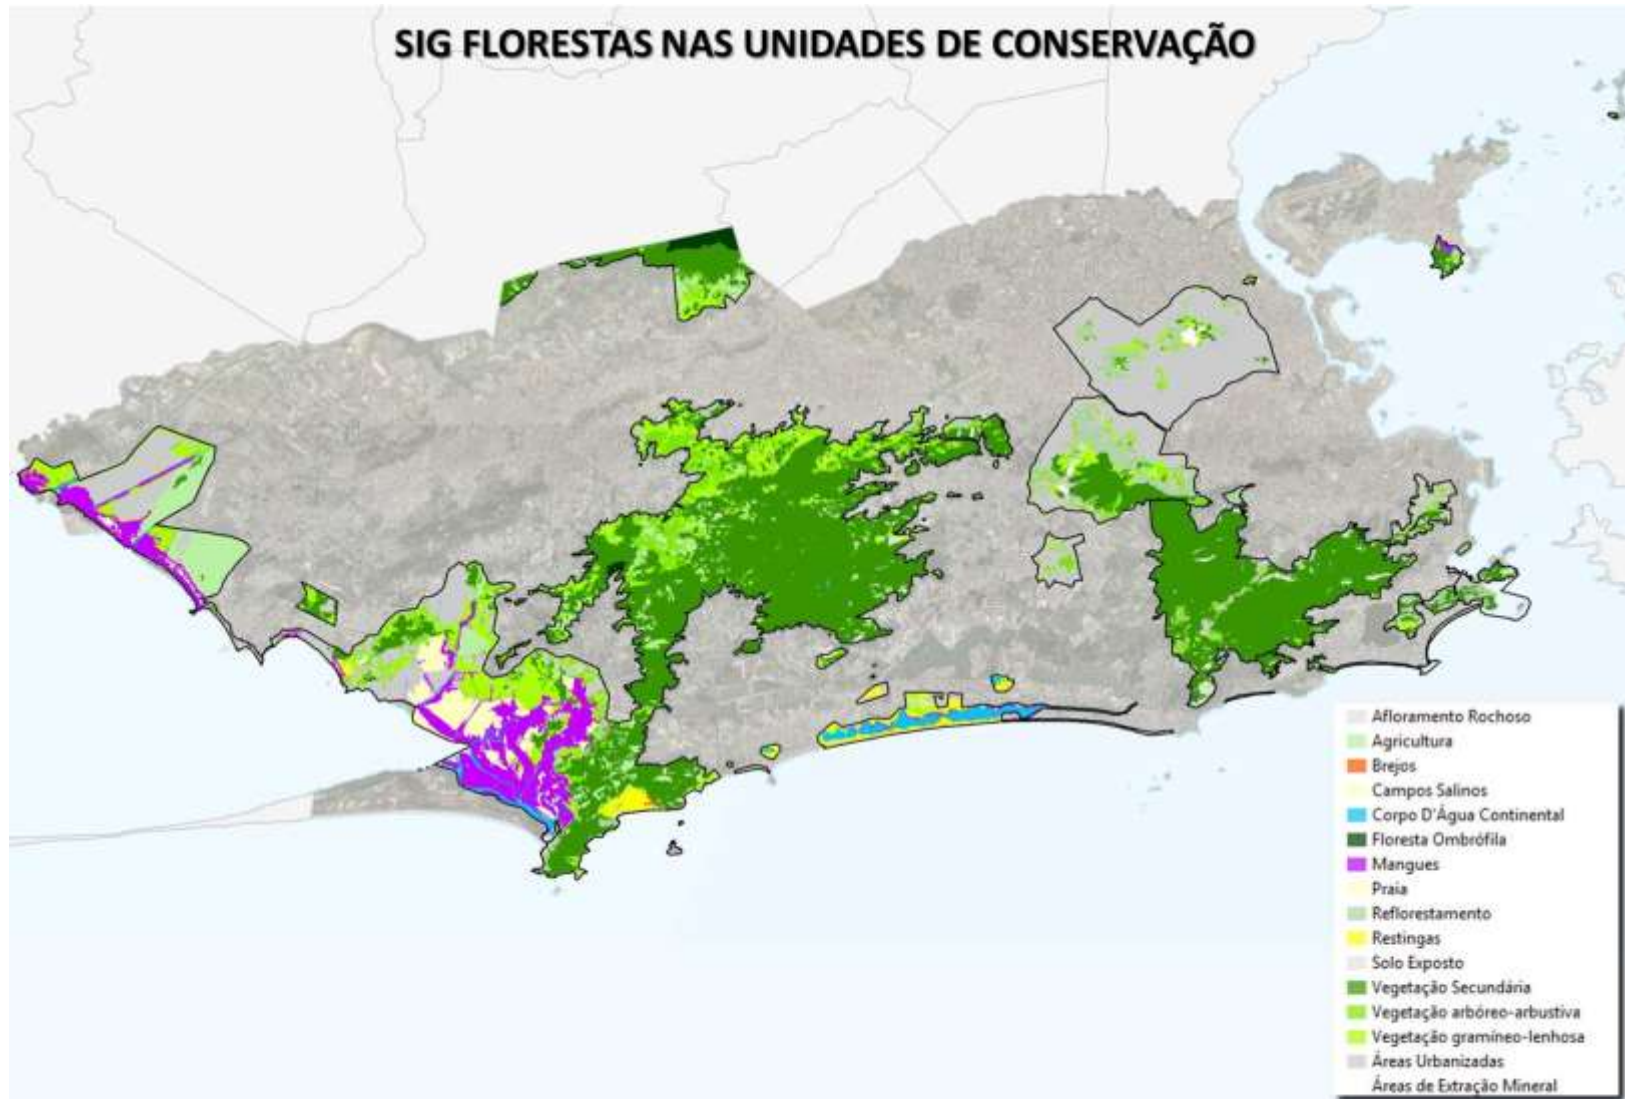 SIG FLORESTAS NAS UNIDADES DE CONSERVAÇÃO
Afloramento Rochoso
Agricultura
Brejos
Campos Salinos
Corpo D'Água Continental
Floresta Ombrófila
Mangues
Praia
Reflorestamento
Restingas
Solo Exposto
Vegetação Secundária
Vegetação arbóreo-arbustiva
Vegetação gramíneo-lenhosa
Áreas Urbanizadas
Áreas de Extração Mineral